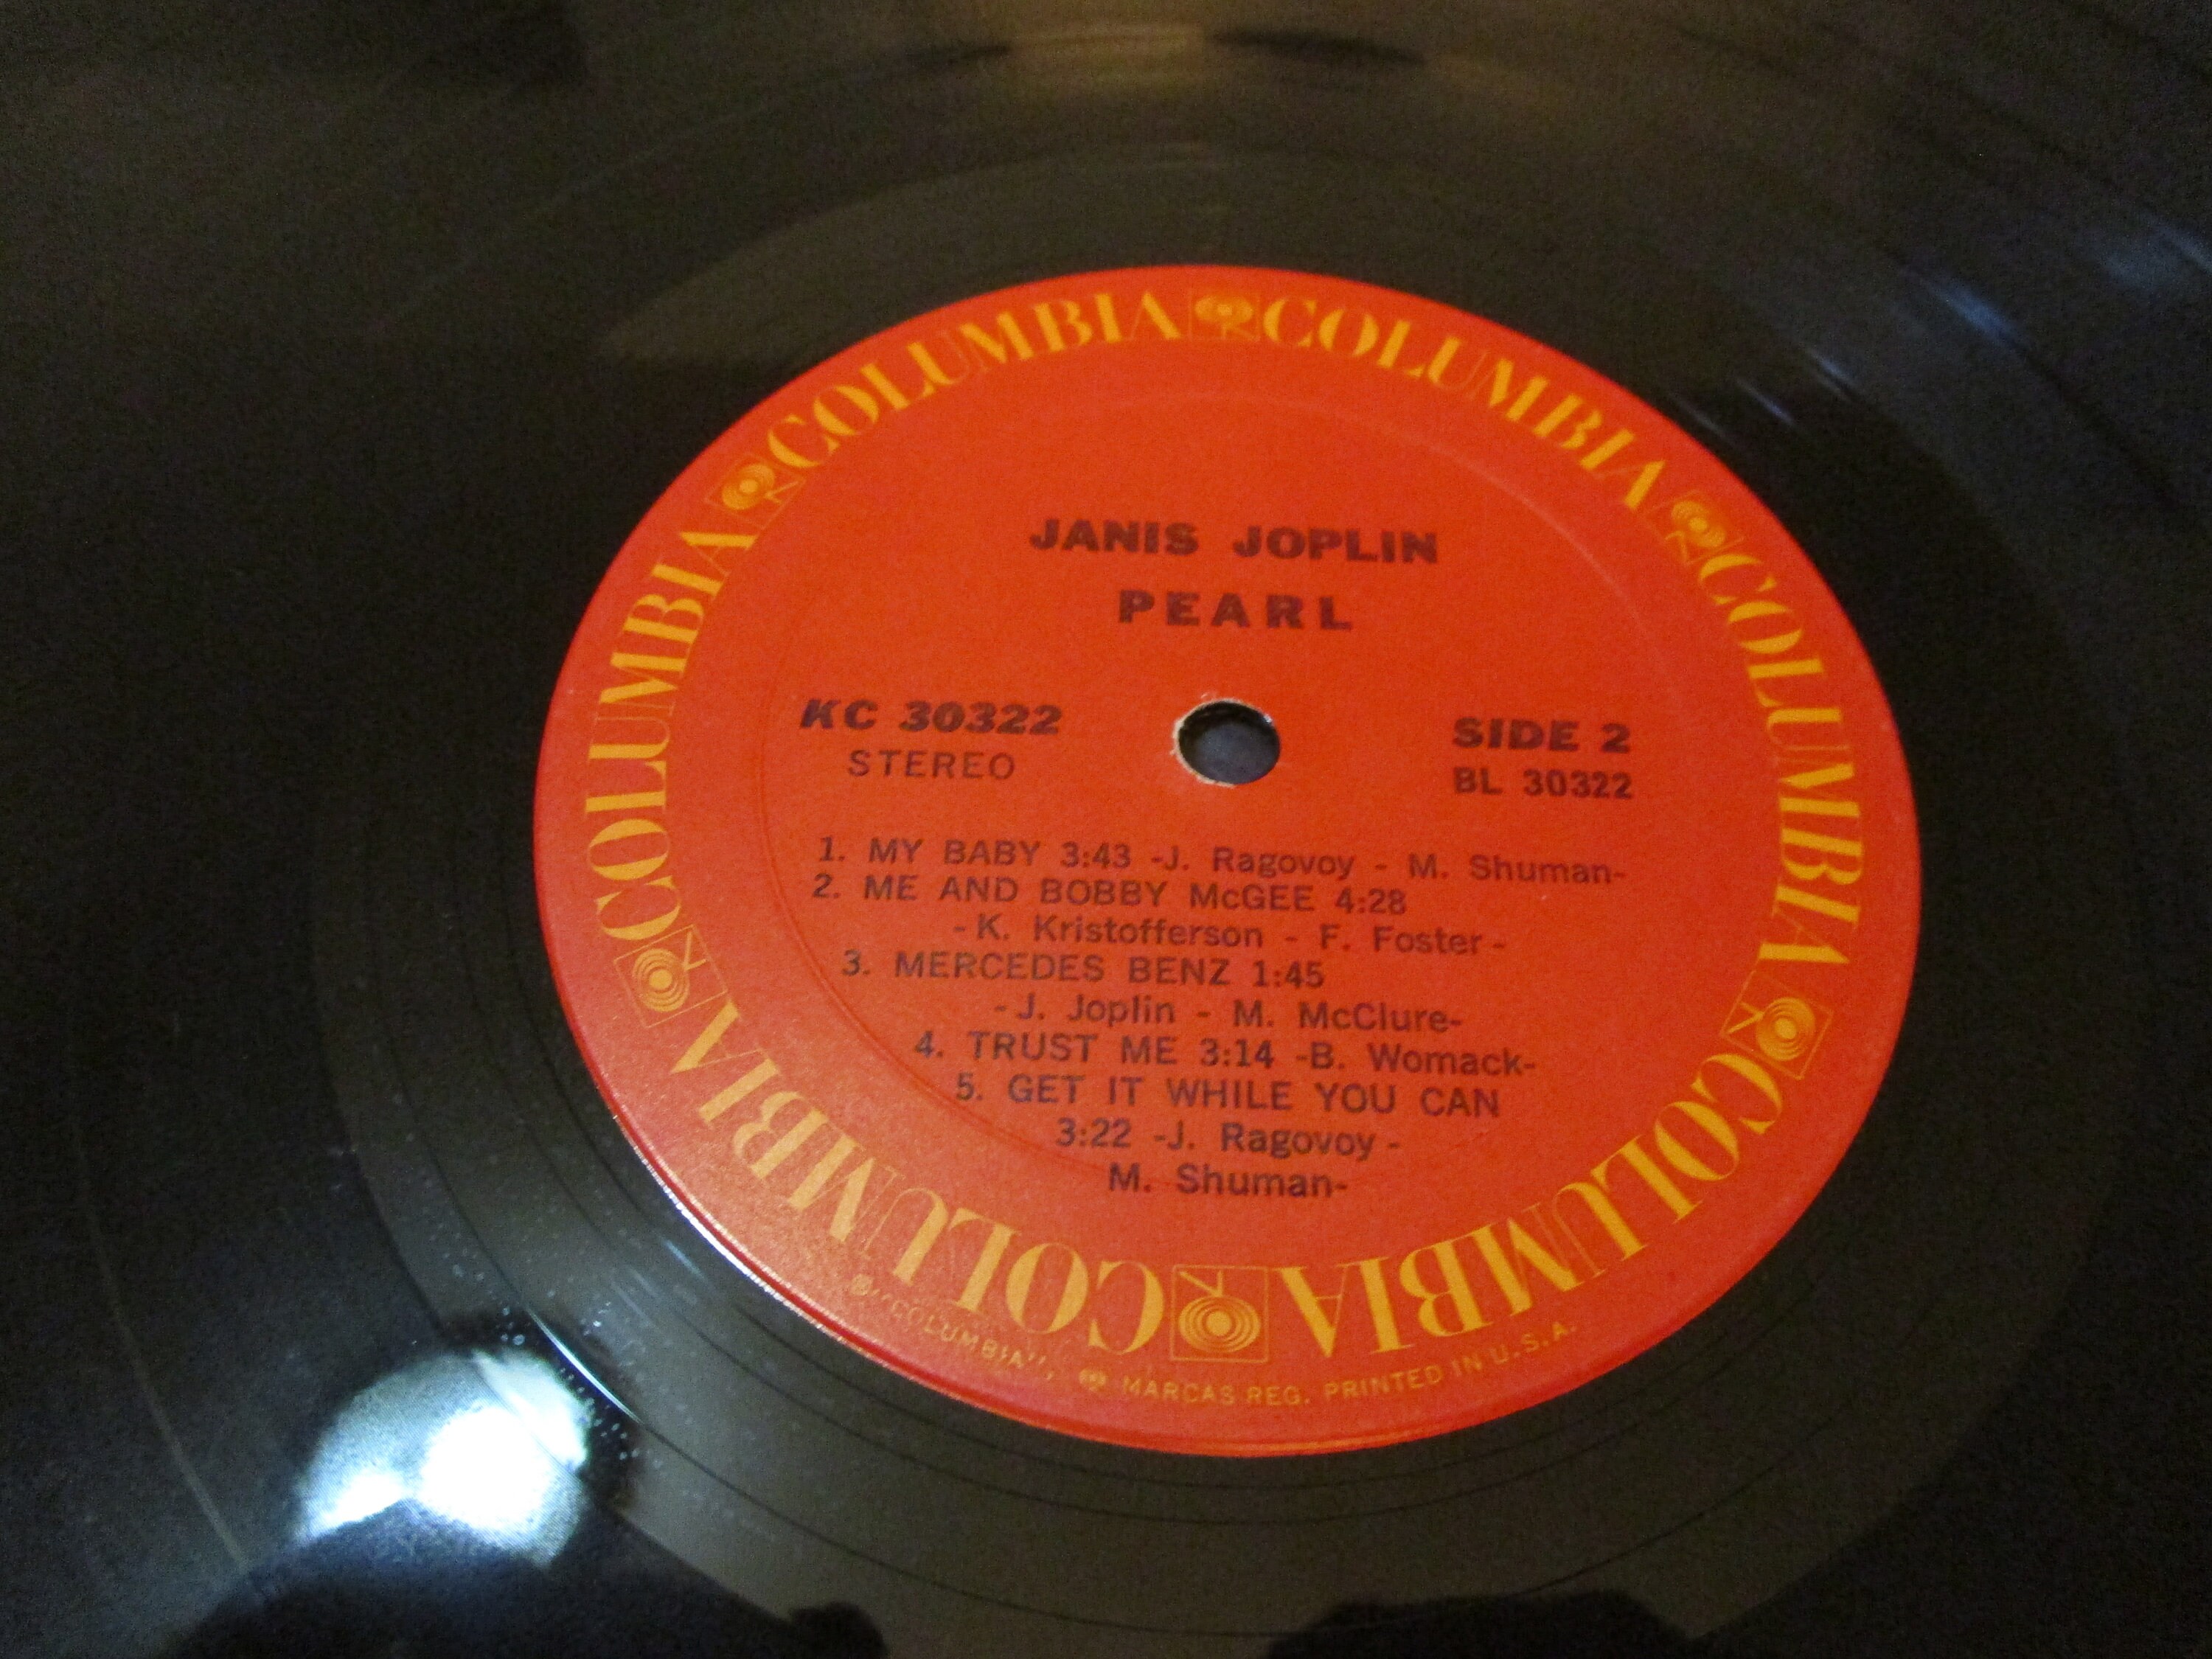 COLUMBIA COLUMBIA COLUMBIA COLUMBIA COLUMBIA COLUMBIA
JANIS JOPLIN
PEARL
KC 30322
STEREO
SIDE 2
BL 30322
1. MY BABY 3:43 -J. Ragovoy - M. Shuman-
2. ME AND BOBBY McGEE 4:28
- K. Kristofferson - F. Foster -
3. MERCEDES BENZ 1:45
- J. Joplin - M. McClure-
4. TRUST ME 3:14 -B. Womack-
5. GET IT WHILE YOU CAN
3:22 -J. Ragovoy -
M. Shuman-
® "COLUMBIA", MARCAS REG. PRINTED IN U.S.A.